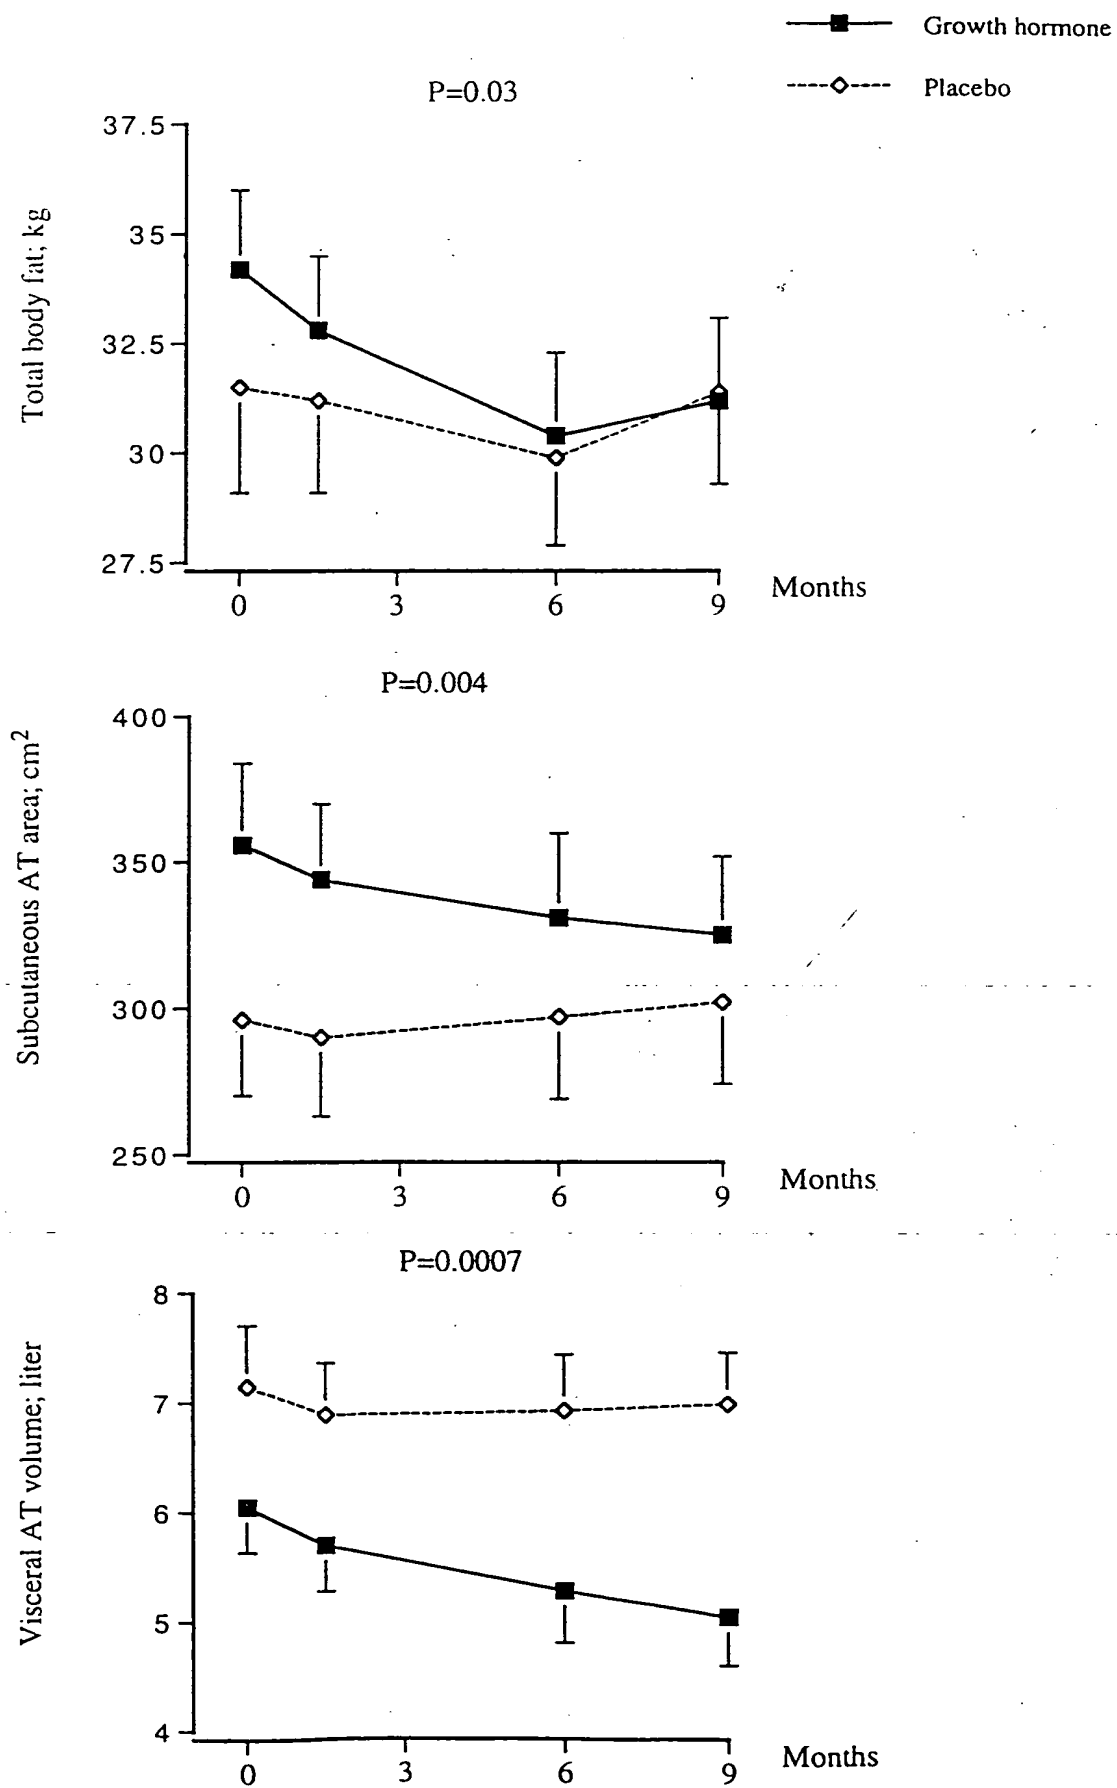 Growth hormone
Placebo
P=0.03
Total body fat; kg
37.5
35
32.5
30
27.5
0 3 6 9 Months
P=0.004
Subcutaneous AT area; cm²
400
350
300
250
0 3 6 9 Months
P=0.0007
Visceral AT volume; liter
8
7
6
5
4
0 3 6 9 Months